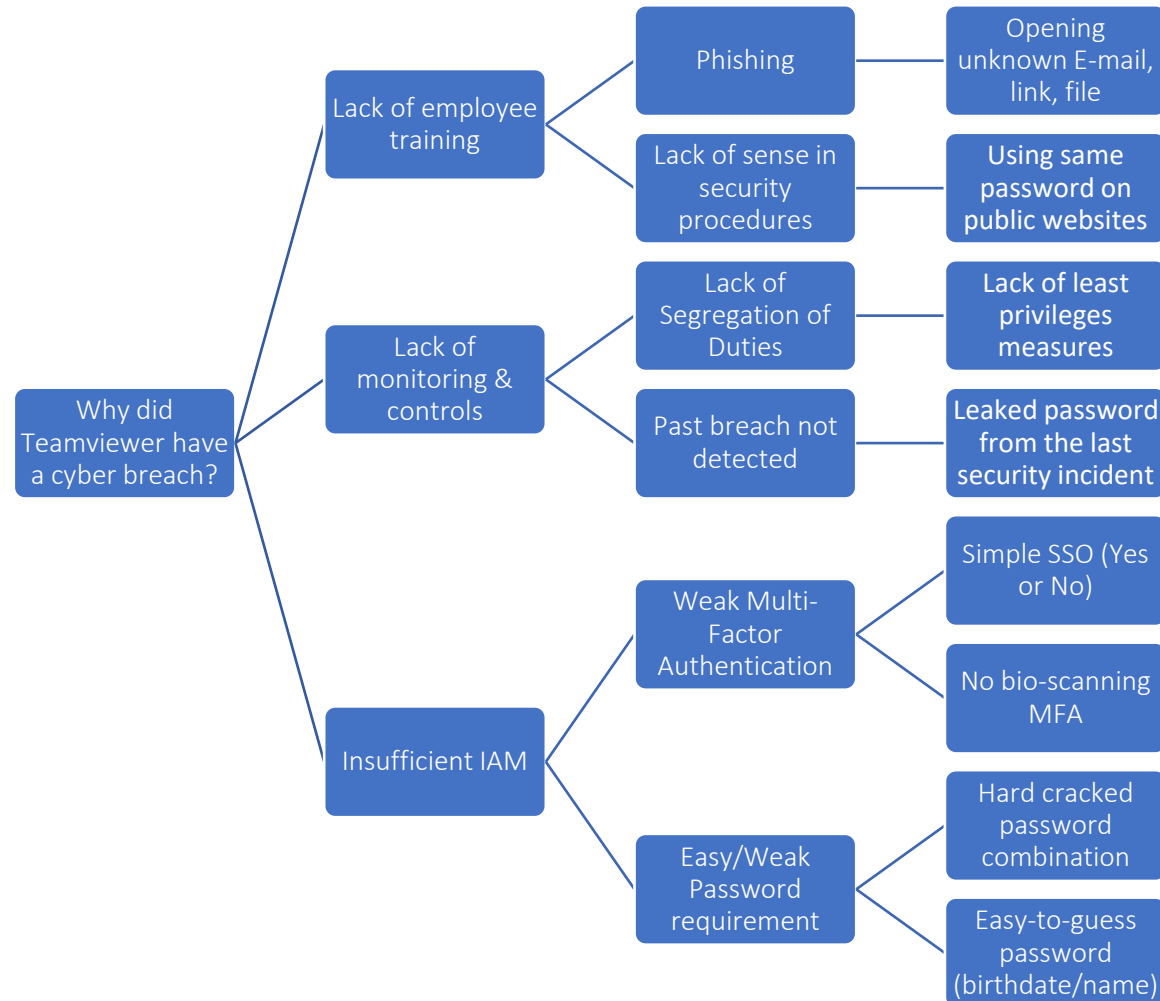 Why did
Teamviewer have
a cyber breach?
Lack of employee
training
Phishing
Opening
unknown E-mail,
link, file
Lack of sense in
security
procedures
Using same
password on
public websites
Lack of
monitoring &
controls
Lack of
Segregation of
Duties
Lack of least
privileges
measures
Past breach not
detected
Leaked password
from the last
security incident
Insufficient IAM
Weak Multi-
Factor
Authentication
Simple SSO (Yes
or No)
No bio-scanning
MFA
Easy/Weak
Password
requirement
Hard cracked
password
combination
Easy-to-guess
password
(birthdate/name)